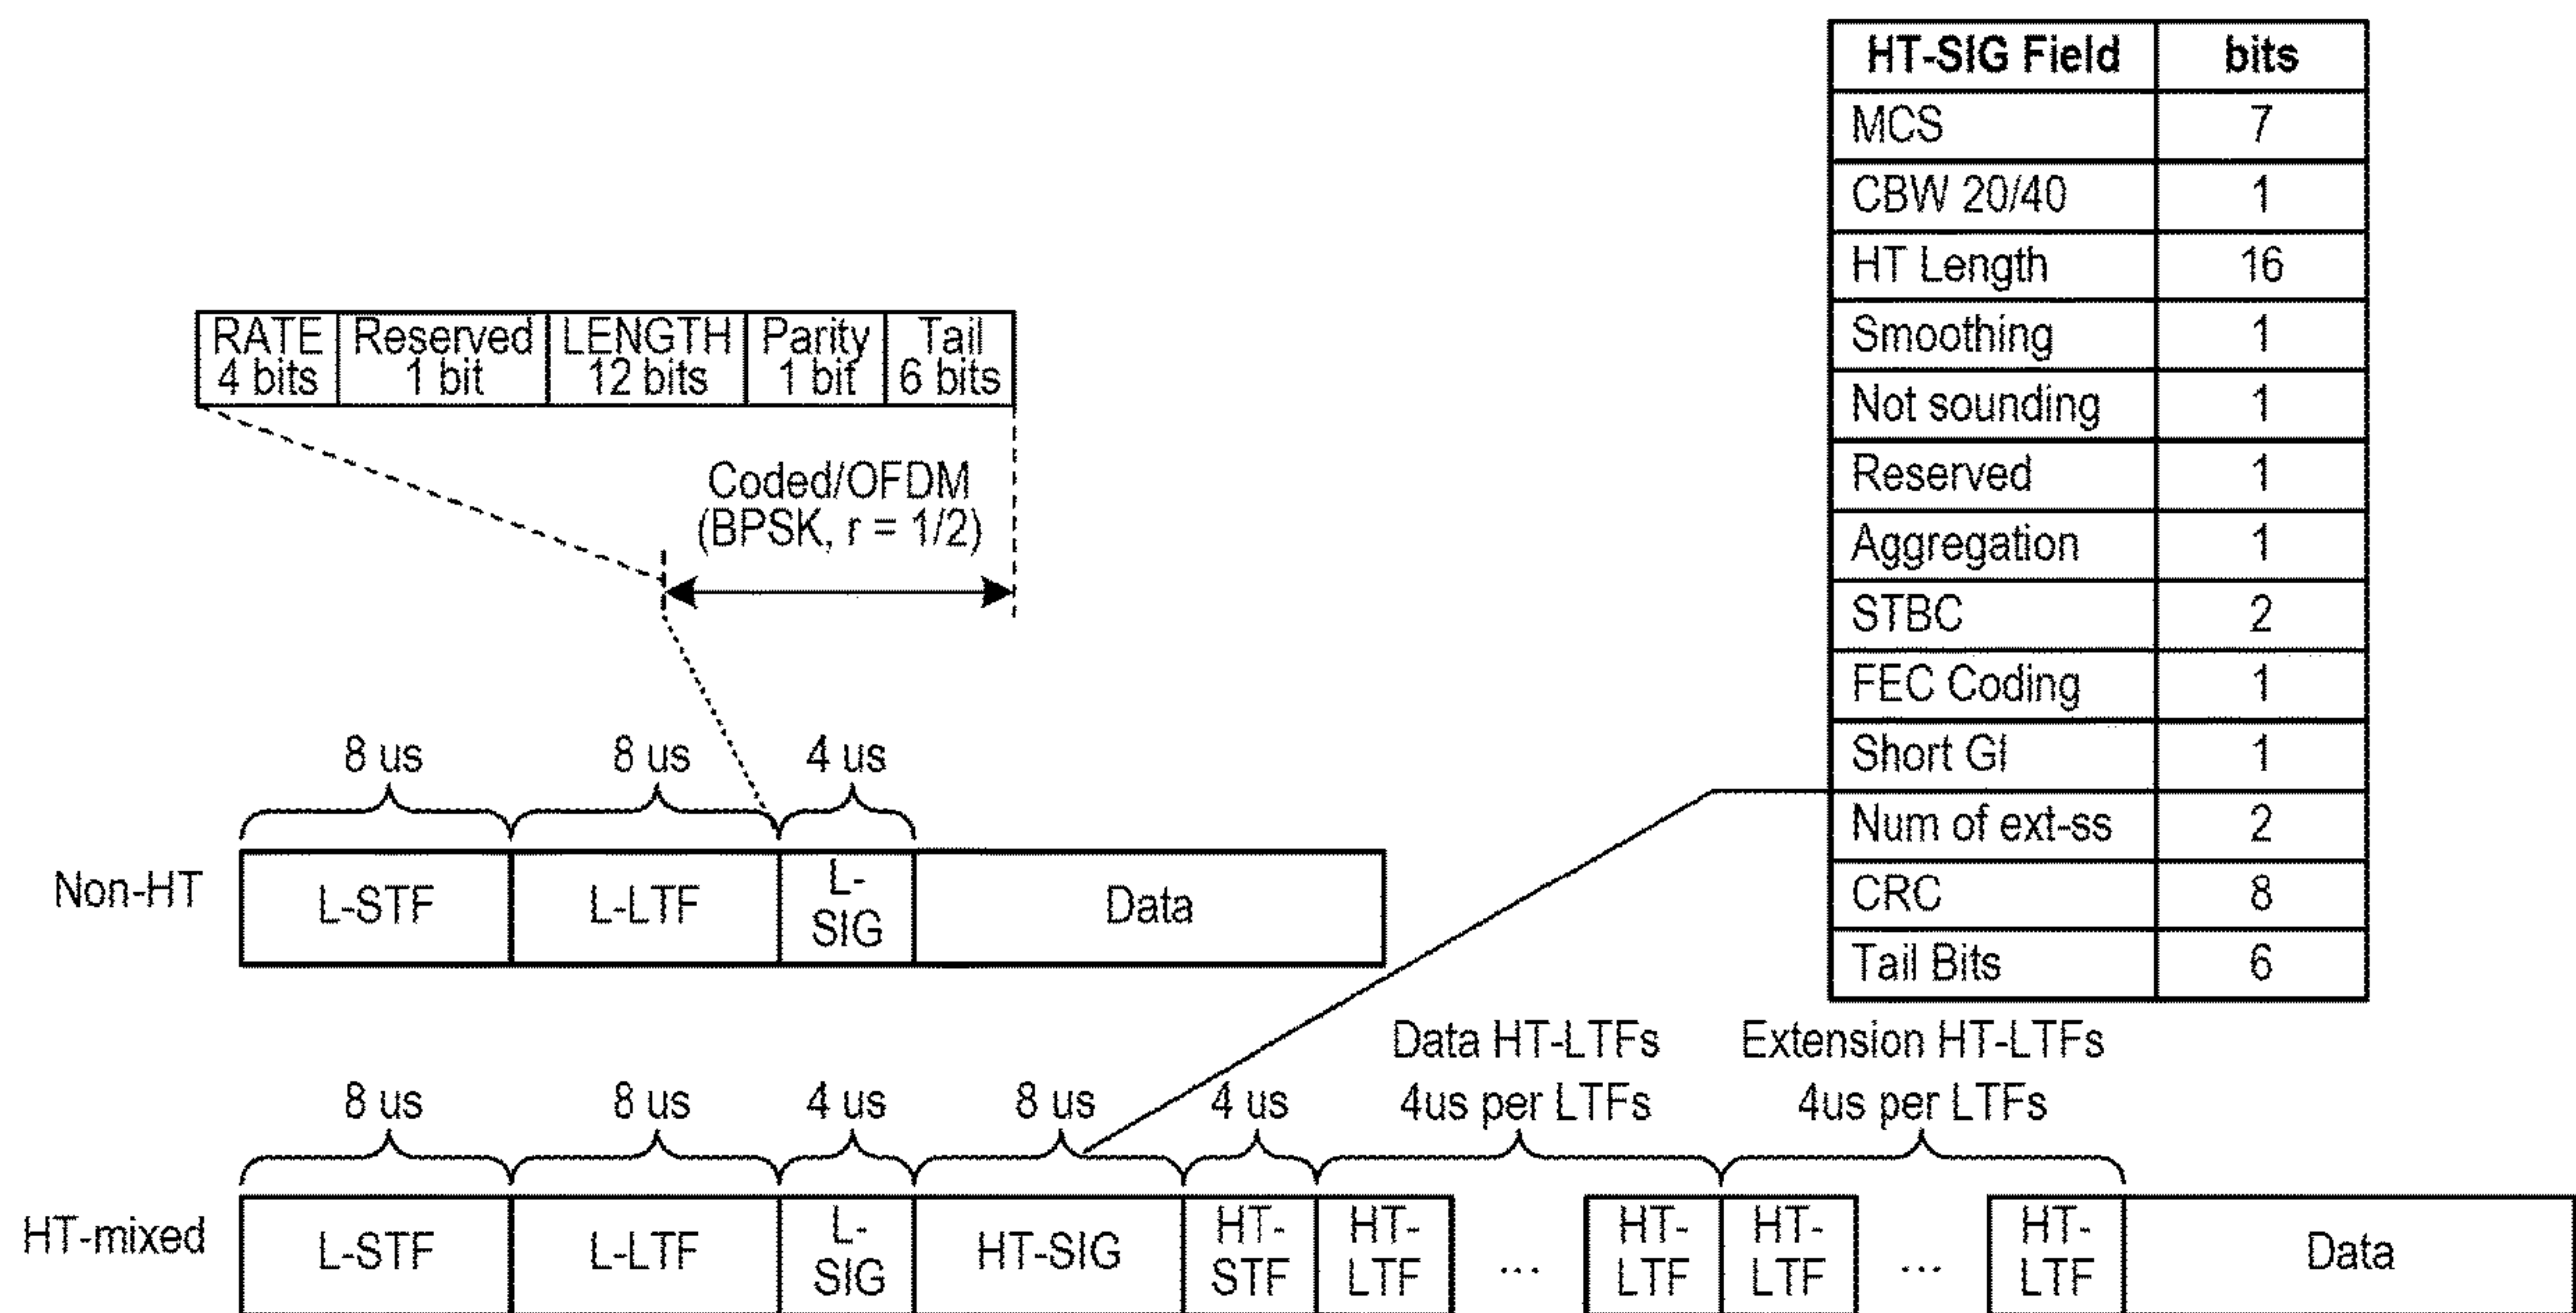 HT-SIG Field bits
MCS 7
CBW 20/40 1
HT Length 16
Smoothing 1
Not sounding 1
Reserved 1
Aggregation 1
STBC 2
FEC Coding 1
Short GI 1
Num of ext-ss 2
CRC 8
Tail Bits 6
RATE Reserved LENGTH Parity Tail
4 bits 1 bit 12 bits 1 bit 6 bits
Coded/OFDM
(BPSK, r = 1/2)
8 us 8 us 4 us
Non-HT L-STF L-LTF L- Data
SIG
Data HT-LTFs Extension HT-LTFs
8 us 8 us 4 us 8 us 4 us 4us per LTFs 4us per LTFs
HT-mixed L-STF L-LTF L- HT-SIG HT- HT- ... HT- HT- ... HT- Data
SIG STF LTF LTF LTF LTF